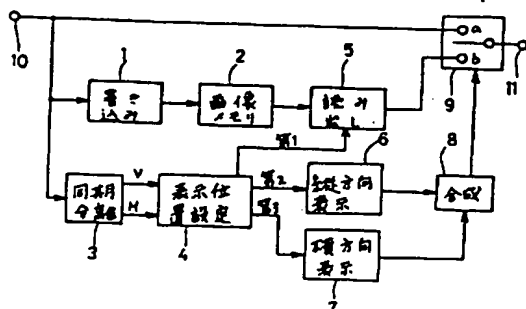 10
1
書き
込み
2
画像
メモリ
5
読み
出し
a
b
9
11
第1
6
縦方向
表示
8
合成
同期
分離
3
V
H
表示位
置設定
4
第2
第3
横方向
表示
7